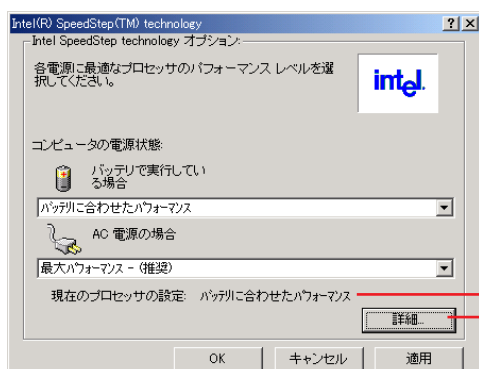 Intel(R) SpeedStep(TM) technology
Intel SpeedStep technology オプション:
各電源に最適なプロセッサのパフォーマンス レベルを選
択してください。
intel.
コンピュータの電源状態:
バッテリで実行してい
る場合
バッテリに合わせたパフォーマンス
AC 電源の場合
最大パフォーマンス - (推奨)
現在のプロセッサの設定: バッテリに合わせたパフォーマンス
詳細...
OK
キャンセル
適用